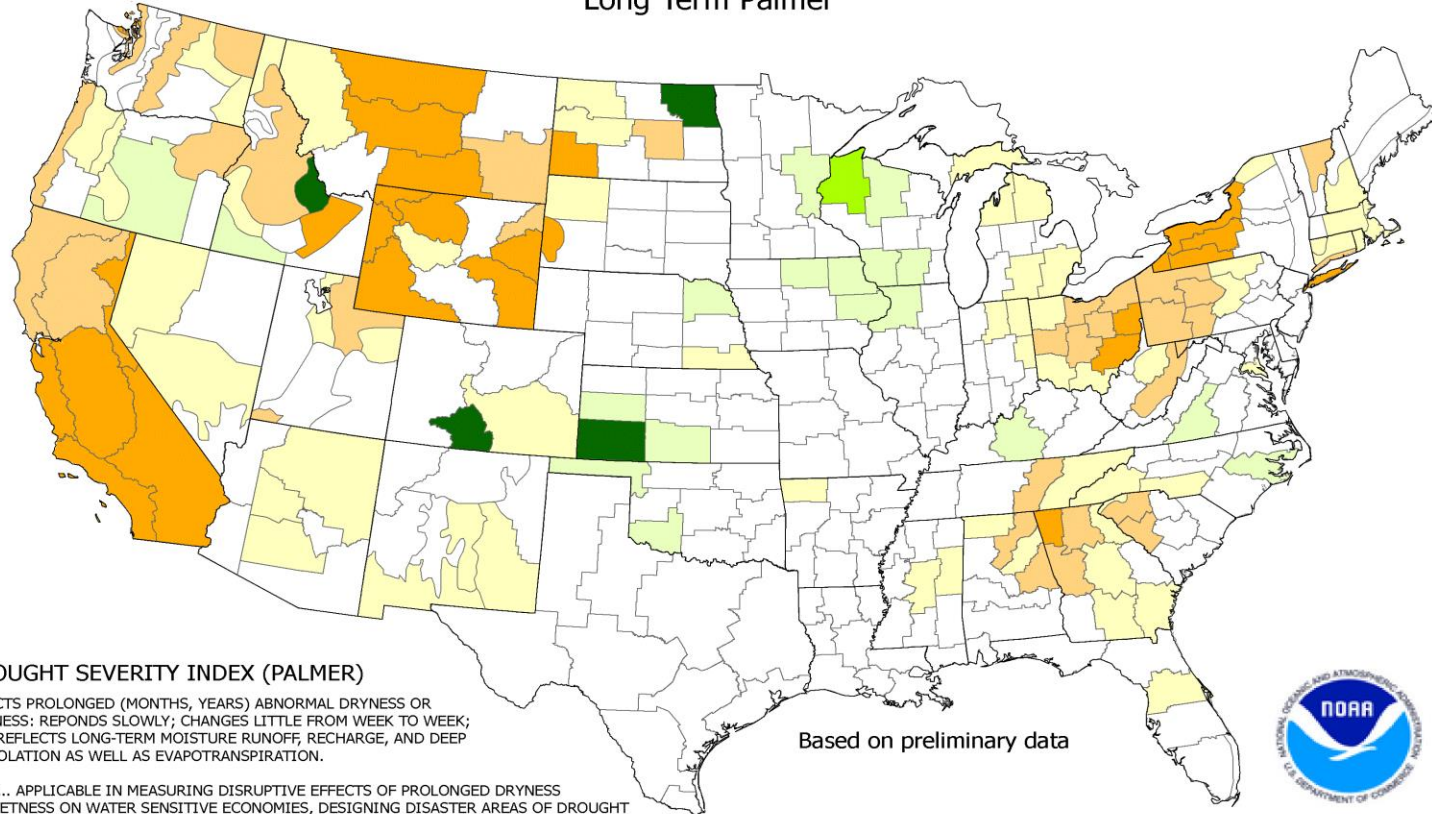 Long Term Palmer
OUGHT SEVERITY INDEX (PALMER)
CTS PROLONGED (MONTHS, YEARS) ABNORMAL DRYNESS OR
NESS: REPONDS SLOWLY; CHANGES LITTLE FROM WEEK TO WEEK;
REFLECTS LONG-TERM MOISTURE RUNOFF, RECHARGE, AND DEEP
OLATION AS WELL AS EVAPOTRANSPIRATION.
... APPLICABLE IN MEASURING DISRUPTIVE EFFECTS OF PROLONGED DRYNESS
ETNESS ON WATER SENSITIVE ECONOMIES, DESIGNING DISASTER AREAS OF DROUGHT
Based on preliminary data
NATIONAL OCEANIC AND ATMOSPHERIC ADMINISTRATION
NOAA
U.S. DEPARTMENT OF COMMERCE